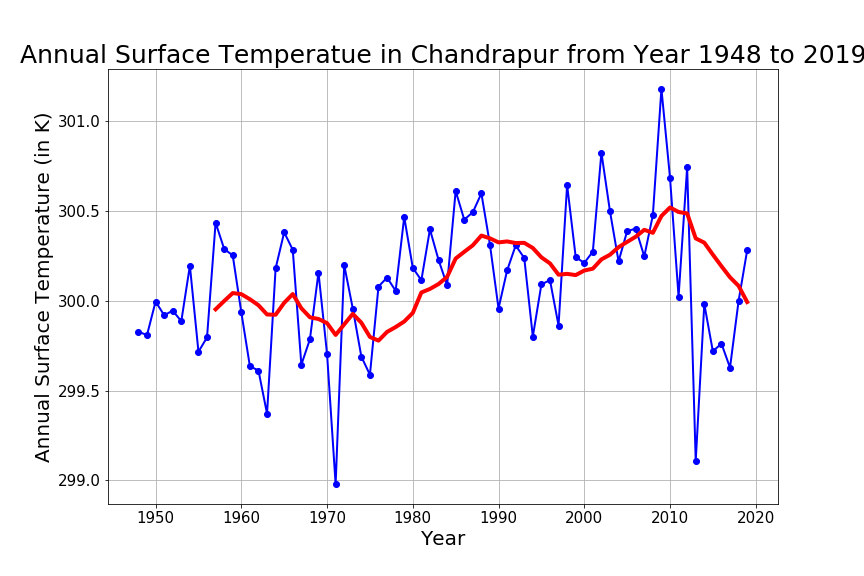 Annual Surface Temperatue in Chandrapur from Year 1948 to 2019
Annual Surface Temperature (in K)
301.0
300.5
300.0
299.5
299.0
1950 1960 1970 1980 1990 2000 2010 2020
Year